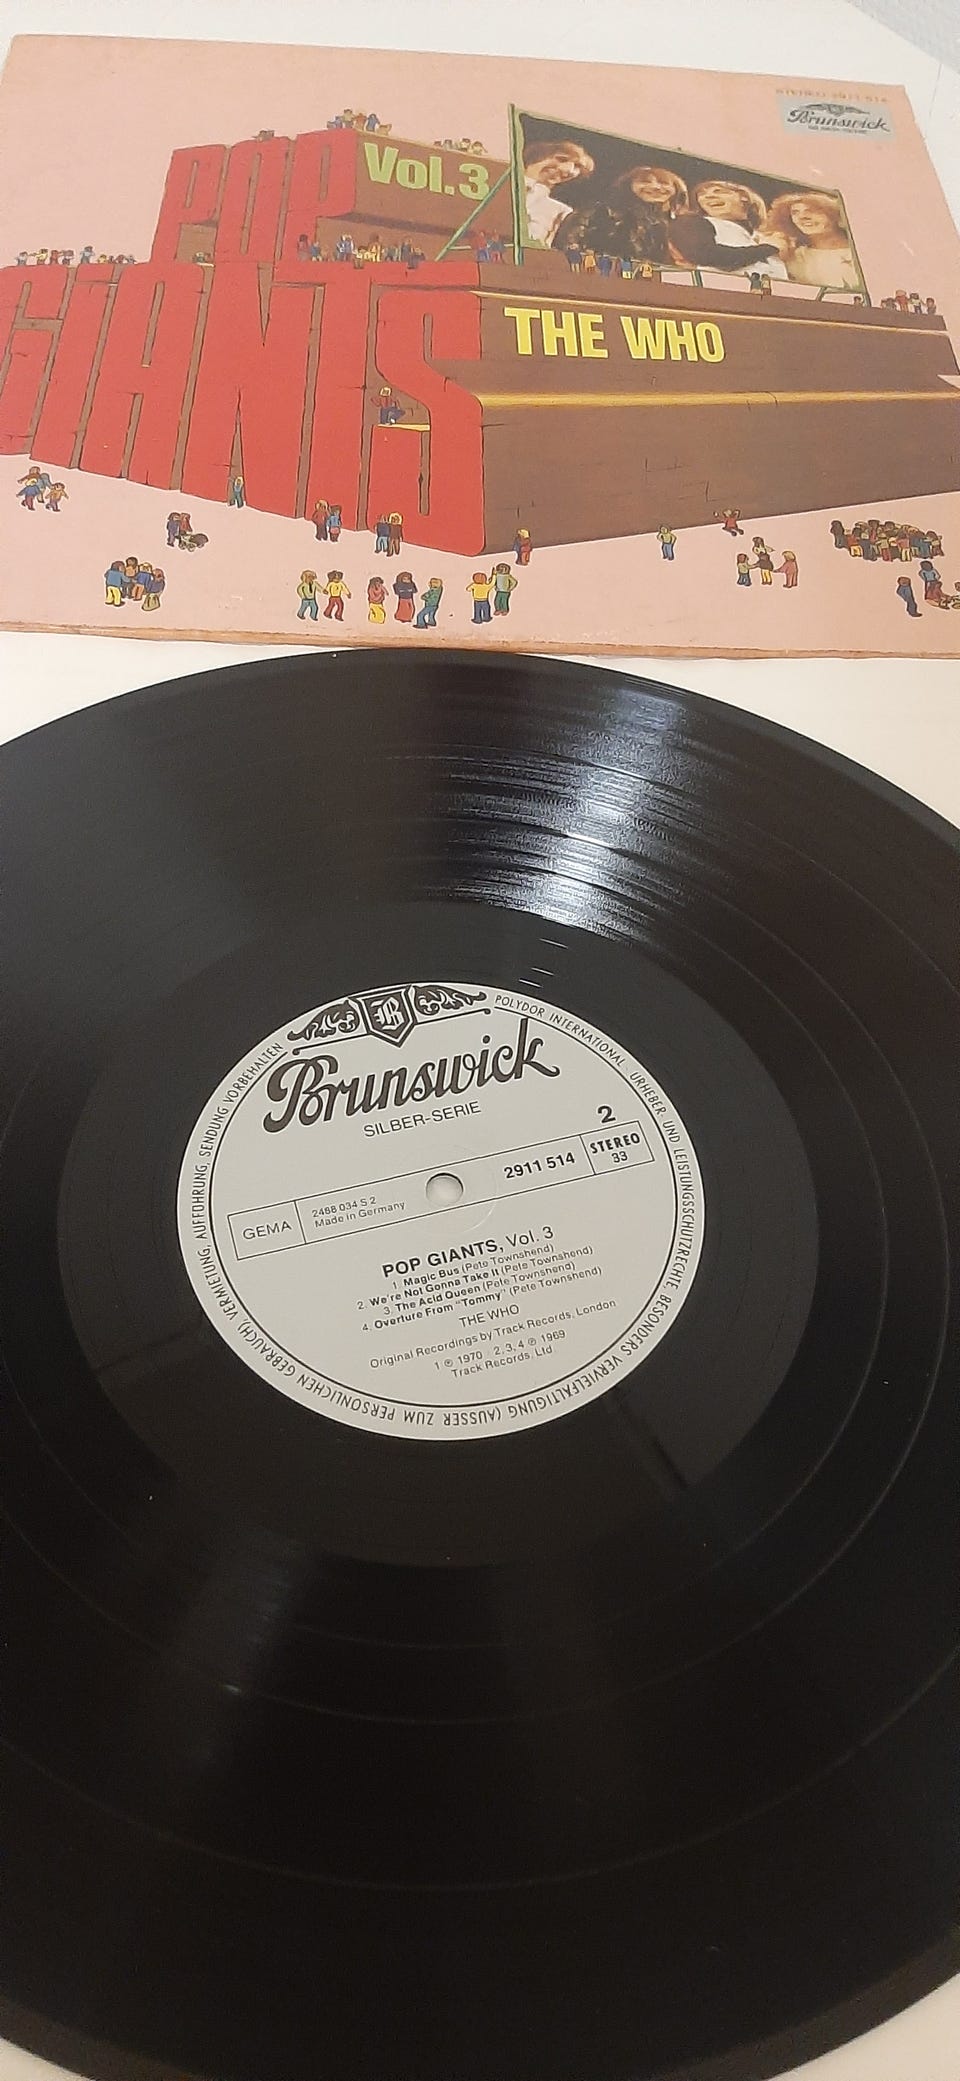 STEREO 2911 514
Brunswick
POP
Vol.3
GIANTS
THE WHO
B
Brunswick
SILBER-SERIE
2
GEMA
2488 034 S 2
Made in Germany
2911 514
STEREO
33
POP GIANTS, Vol. 3
1. Magic Bus (Pete Townshend)
2. We're Not Gonna Take It (Pete Townshend)
3. The Acid Queen (Pete Townshend)
4. Overture From "Tommy" (Pete Townshend)
THE WHO
Original Recordings by Track Records, London
1 ℗ 1970 2, 3, 4 ℗ 1969
Track Records, Ltd
POLYDOR INTERNATIONAL · URHEBER- UND LEISTUNGSSCHUTZRECHTE, BESONDERS VERVIELFÄLTIGUNG (AUSSER ZUM PERSÖNLICHEN GEBRAUCH), VERMIETUNG, AUFFÜHRUNG, SENDUNG VORBEHALTEN